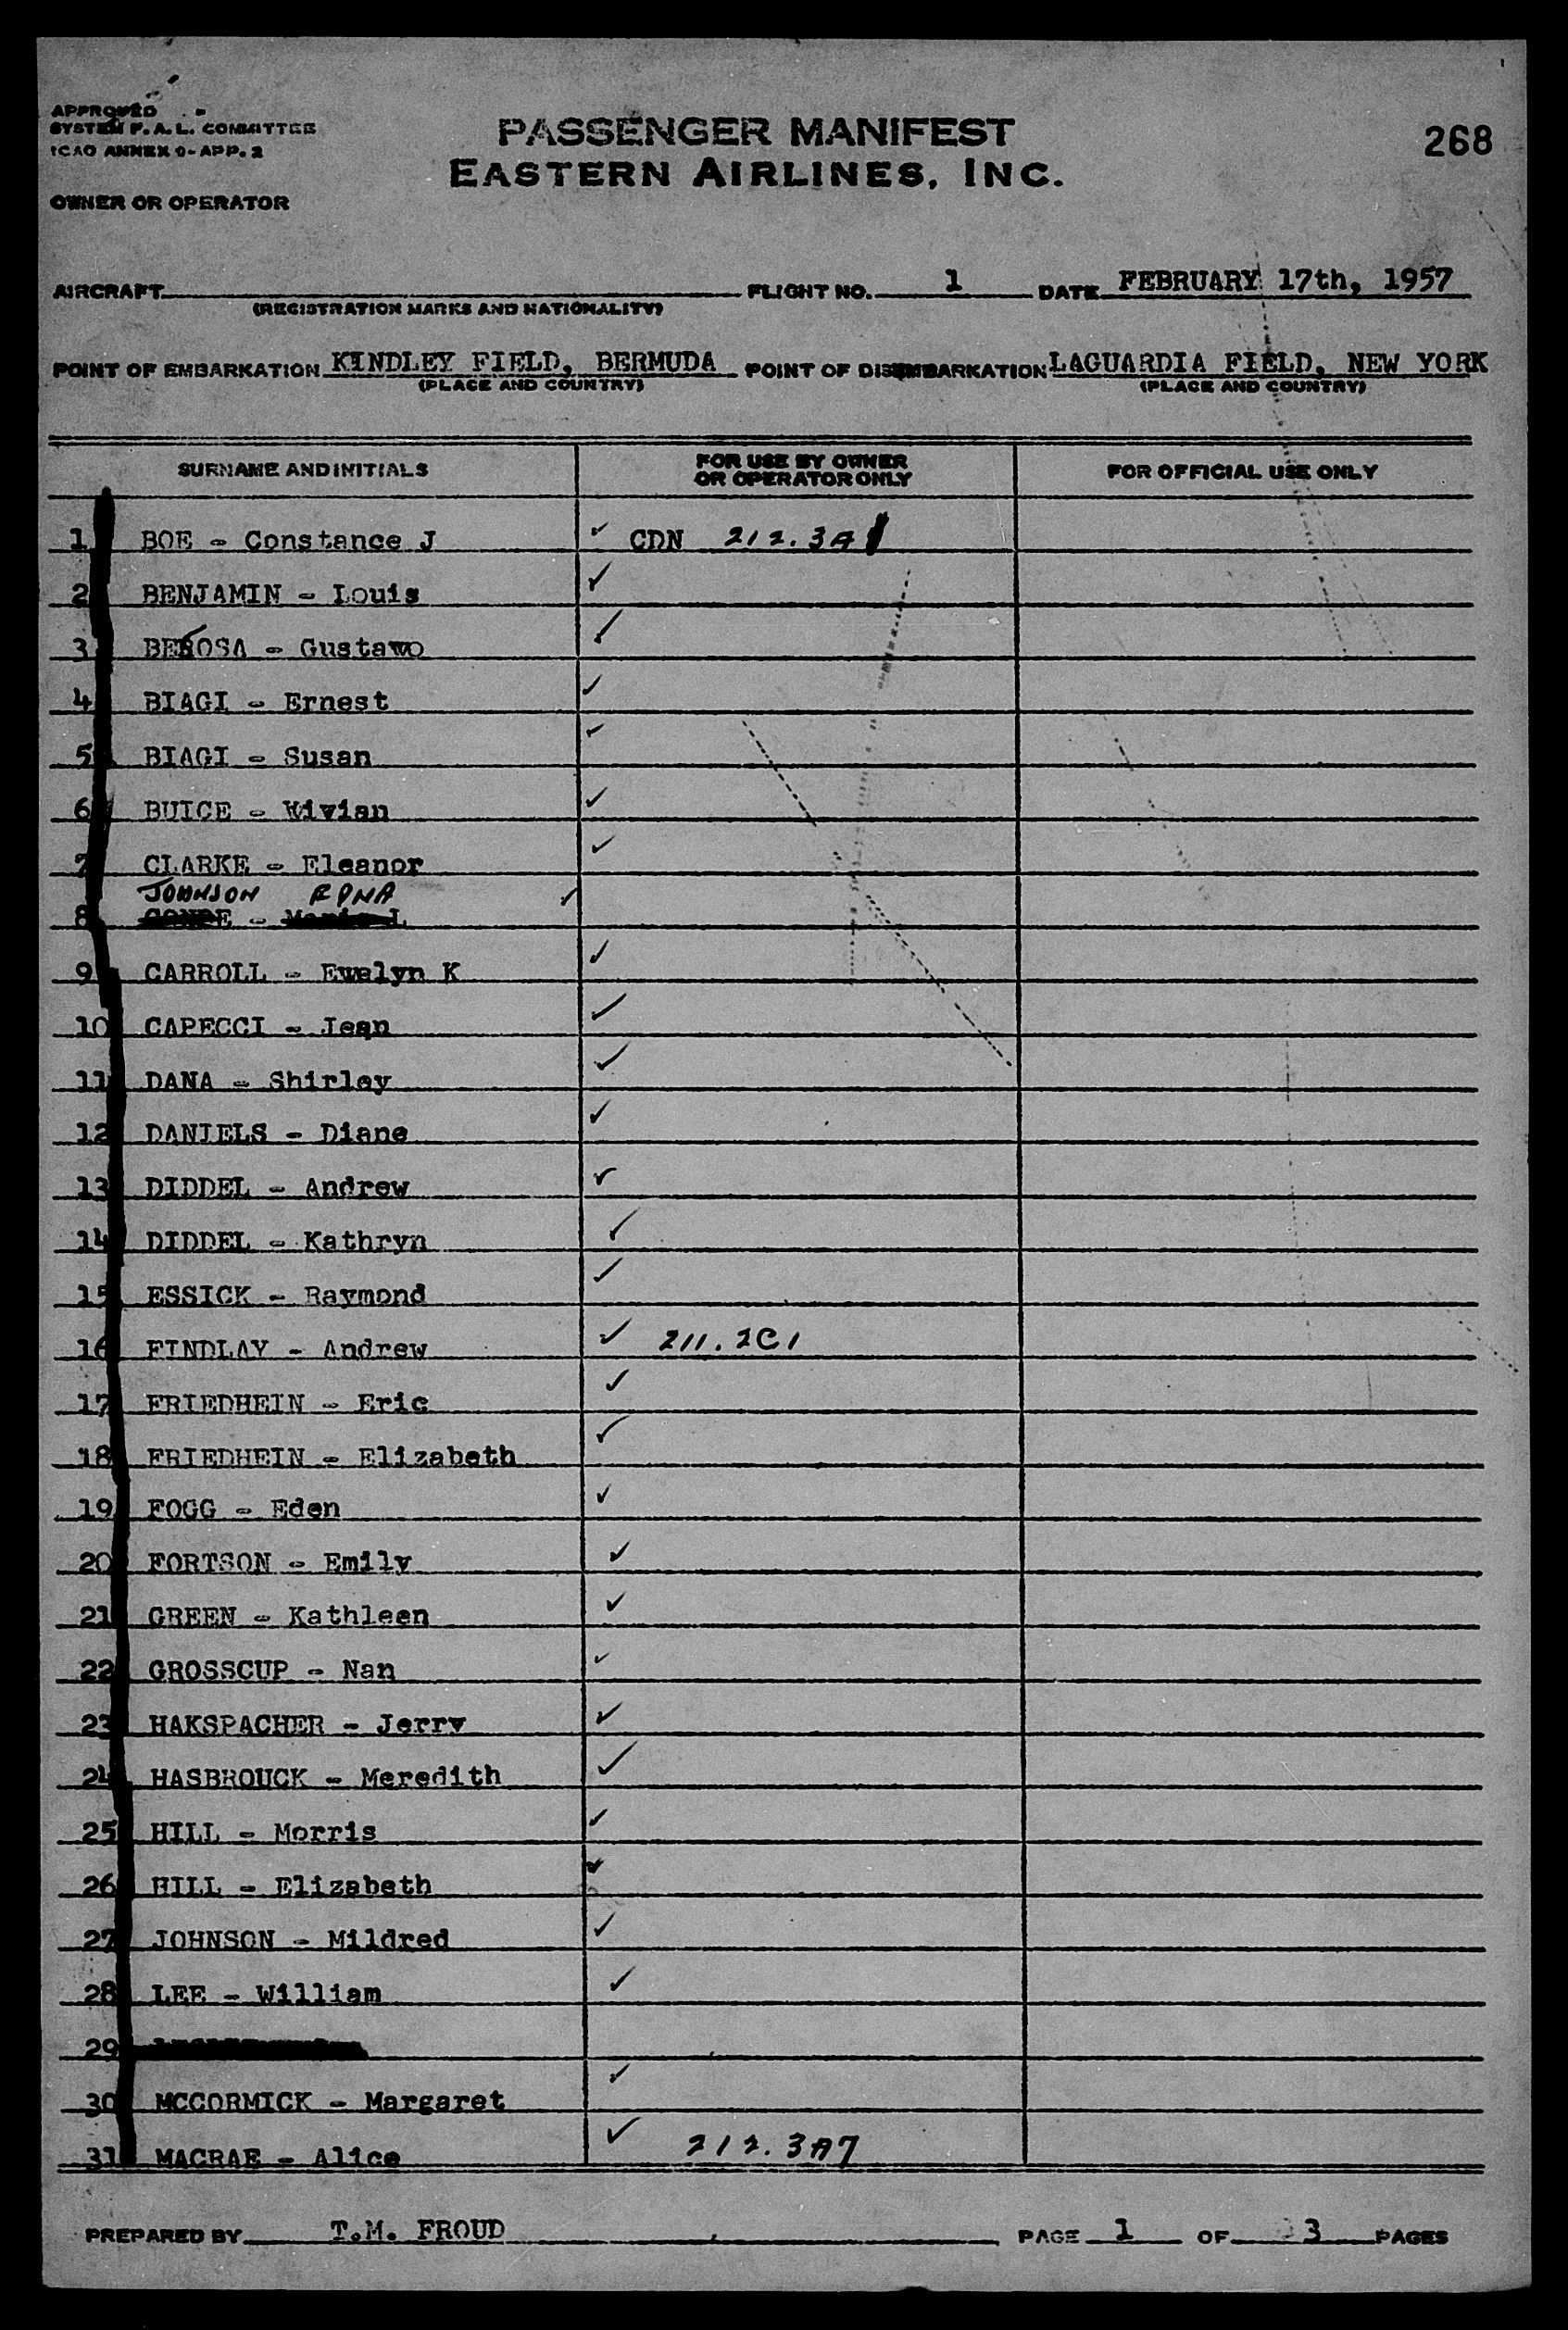 APPROVED
SYSTEM F.A.L. COMMITTEE
ICAO ANNEX 9-APP. 2
PASSENGER MANIFEST
EASTERN AIRLINES, INC.
268
OWNER OR OPERATOR
AIRCRAFT FLIGHT NO. 1 DATE FEBRUARY 17th, 1957
(REGISTRATION MARKS AND NATIONALITY)
POINT OF EMBARKATION KINDLEY FIELD, BERMUDA POINT OF DISEMBARKATION LAGUARDIA FIELD, NEW YORK
(PLACE AND COUNTRY) (PLACE AND COUNTRY)
SURNAME AND INITIALS FOR USE BY OWNER OR OPERATOR ONLY FOR OFFICIAL USE ONLY
1 BOE - Constance J ✓ CDN 212.3A
2 BENJAMIN - Louis ✓
3 BEROSA - Gustawo ✓
4 BIAGI - Ernest ✓
5 BIAGI - Susan ✓
6 BUICE - Wivian ✓
7 CLARKE - Eleanor ✓
JOHNSON EDNA ✓
8
9 CARROLL - Ewelyn K ✓
10 CAPECCI - Jean ✓
11 DANA - Shirley ✓
12 DANIELS - Diane ✓
13 DIDDEL - Andrew ✓
14 DIDDEL - Kathryn ✓
15 ESSICK - Raymond ✓
16 FINDLAY - Andrew ✓ 211.2C1
17 FRIEDHEIN - Eric ✓
18 FRIEDHEIN - Elizabeth ✓
19 FOGG - Eden ✓
20 FORTSON - Emily ✓
21 GREEN - Kathleen ✓
22 GROSSCUP - Nan ✓
23 HAKSPACHER - Jerry ✓
24 HASBROUCK - Meredith ✓
25 HILL - Morris ✓
26 HILL - Elizabeth ✓
27 JOHNSON - Mildred ✓
28 LEE - William ✓
29
30 MCCORMICK - Margaret ✓
31 MACRAE - Alice ✓ 212.3A7
PREPARED BY T.M. FROUD PAGE 1 OF 3 PAGES